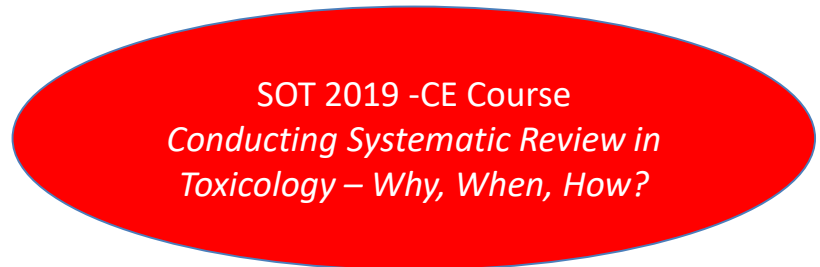 SOT 2019 -CE Course
Conducting Systematic Review in
Toxicology – Why, When, How?